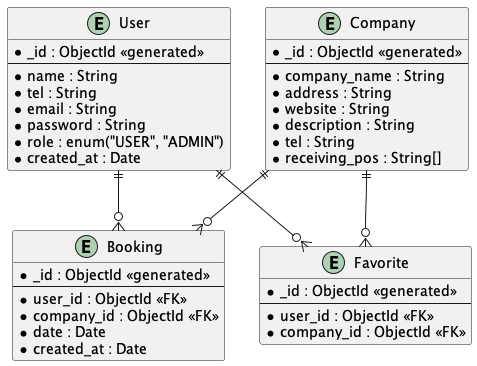 E User
* _id : ObjectId «generated»
* name : String
* tel : String
* email : String
* password : String
* role : enum("USER", "ADMIN")
* created_at : Date
E Company
* _id : ObjectId «generated»
* company_name : String
* address : String
* website : String
* description : String
* tel : String
* receiving_pos : String[]
E Booking
* _id : ObjectId «generated»
* user_id : ObjectId «FK»
* company_id : ObjectId «FK»
* date : Date
* created_at : Date
E Favorite
* _id : ObjectId «generated»
* user_id : ObjectId «FK»
* company_id : ObjectId «FK»